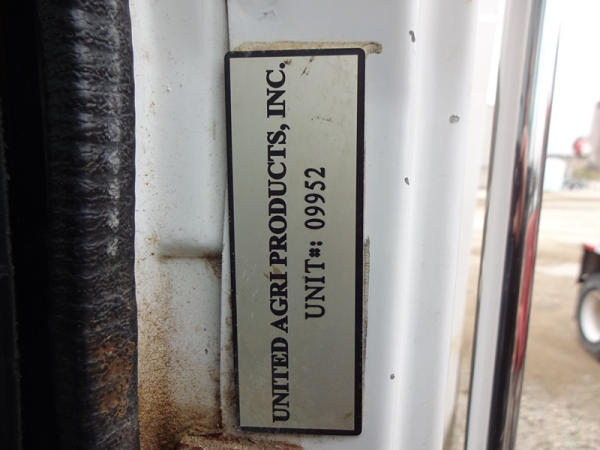 UNITED AGRI PRODUCTS, INC.
UNIT#: 09952